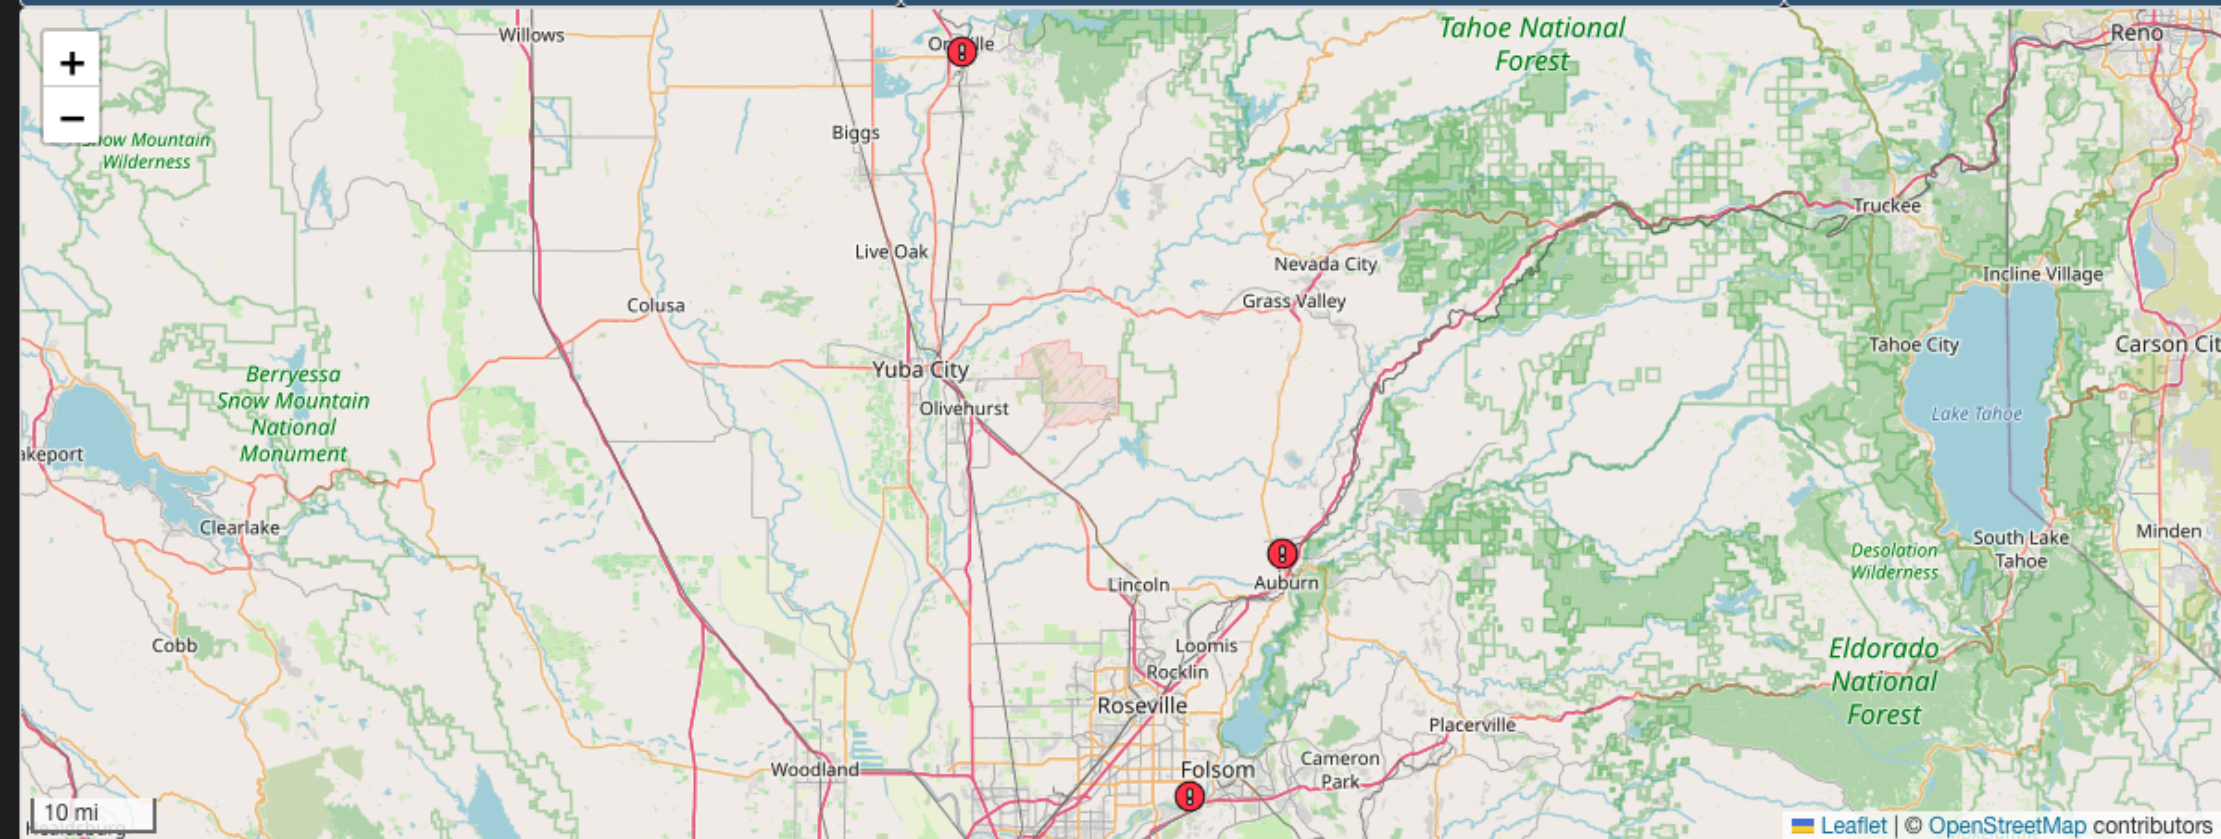 Willows
Tahoe National
Forest
Reno
+
−
Biggs
Snow Mountain
Wilderness
Truckee
Live Oak
Nevada City
Incline Village
Grass Valley
Colusa
Tahoe City
Carson Cit
Yuba City
Berryessa
Snow Mountain
National
Monument
Olivehurst
Lake Tahoe
akeport
Clearlake
Minden
South Lake
Tahoe
Desolation
Wilderness
Auburn
Lincoln
Cobb
Loomis
Eldorado
National
Forest
Rocklin
Roseville
Placerville
Woodland
Folsom
Cameron
Park
10 mi
Healdsburg
Leaflet | © OpenStreetMap contributors